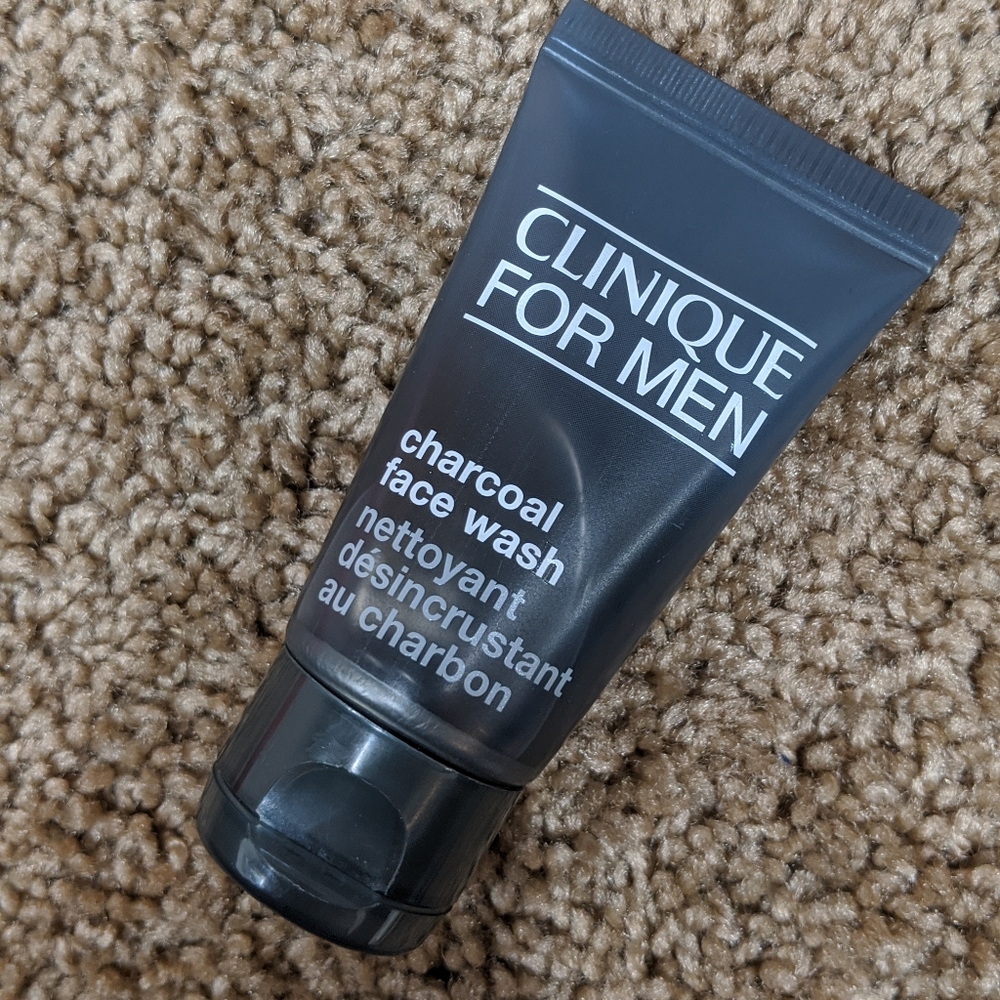 CLINIQUE
FOR MEN
charcoal
face wash
nettoyant
désincrustant
au charbon